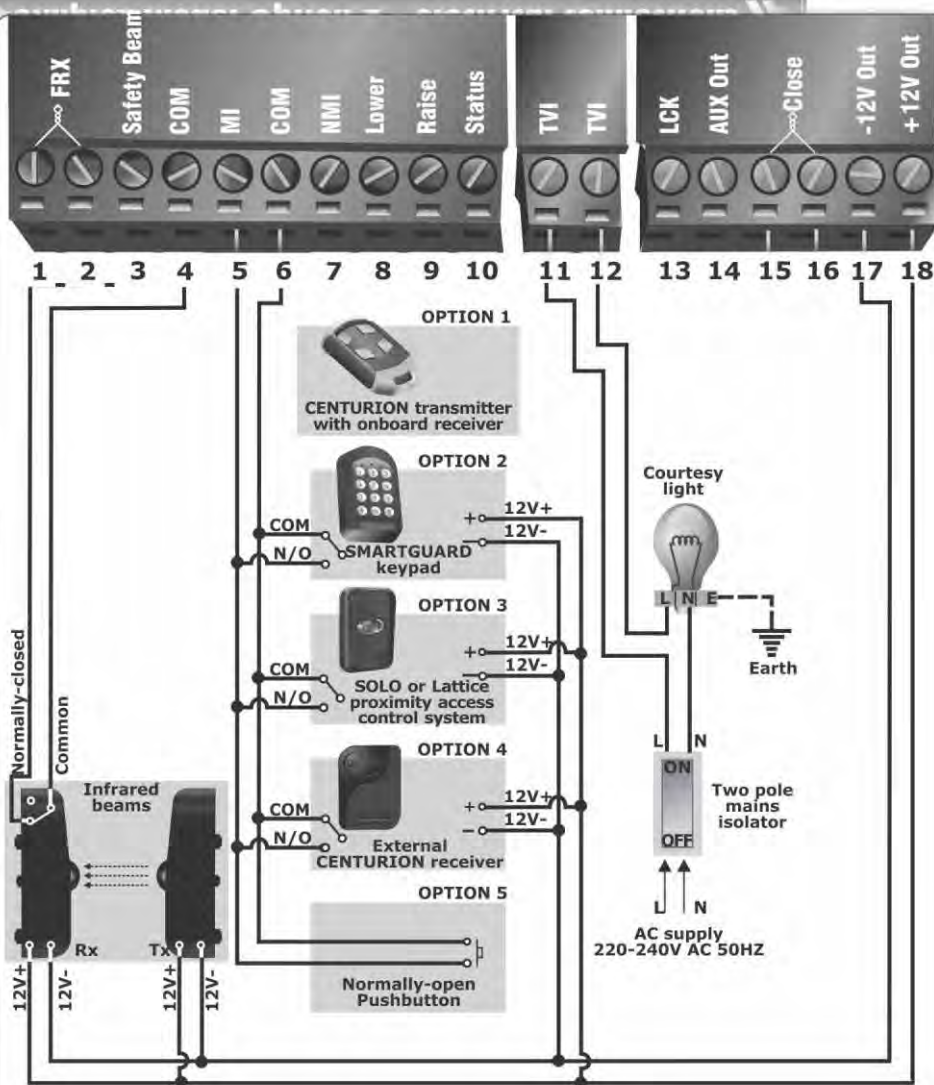 FRX
Safety Beam
COM
MI
COM
NMI
Lower
Raise
Status
TVI
TVI
LCK
AUX Out
Close
-12V Out
+12V Out
1 2 3 4 5 6 7 8 9 10 11 12 13 14 15 16 17 18
OPTION 1
CENTURION transmitter
with onboard receiver
OPTION 2
COM
N/O
SMARTGUARD
keypad
+ 12V+
– 12V-
OPTION 3
COM
N/O
SOLO or Lattice
proximity access
control system
+ 12V+
– 12V-
OPTION 4
COM
N/O
External
CENTURION receiver
+ 12V+
– 12V-
OPTION 5
Normally-open
Pushbutton
Courtesy
light
L N E
Earth
L N
ON
OFF
Two pole
mains
isolator
L N
AC supply
220-240V AC 50HZ
Normally-closed
Common
Infrared
beams
Rx
Tx
12V+
12V-
12V+
12V-